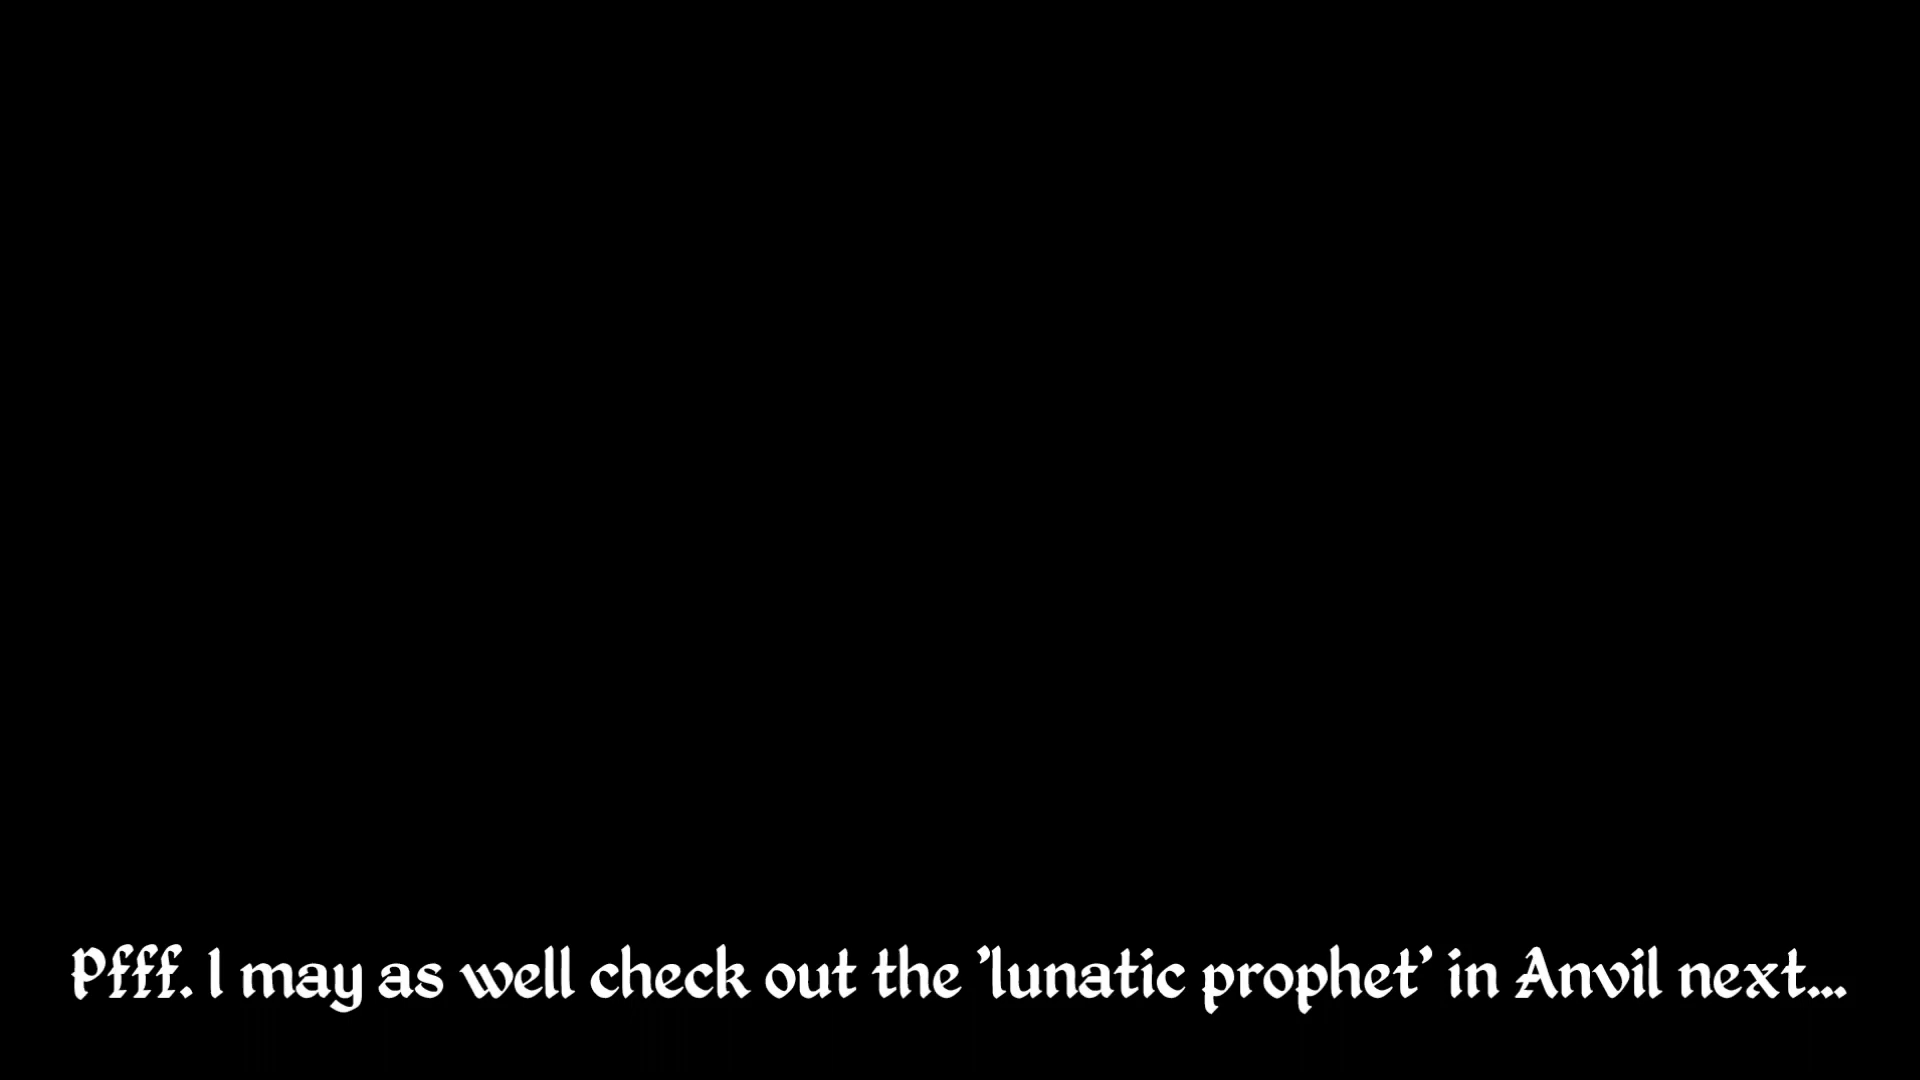 Pfff. I may as well check out the 'lunatic prophet' in Anvil next...